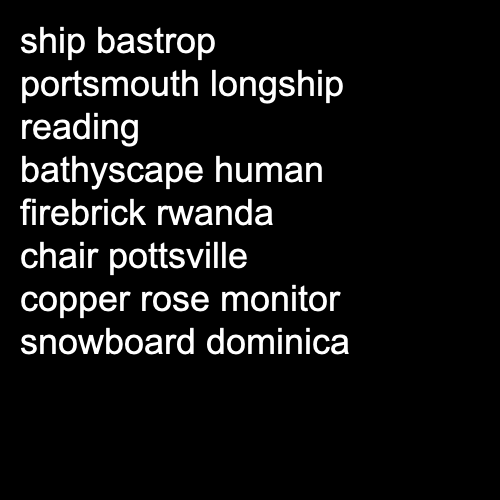 ship bastrop
portsmouth longship
reading
bathyscape human
firebrick rwanda
chair pottsville
copper rose monitor
snowboard dominica